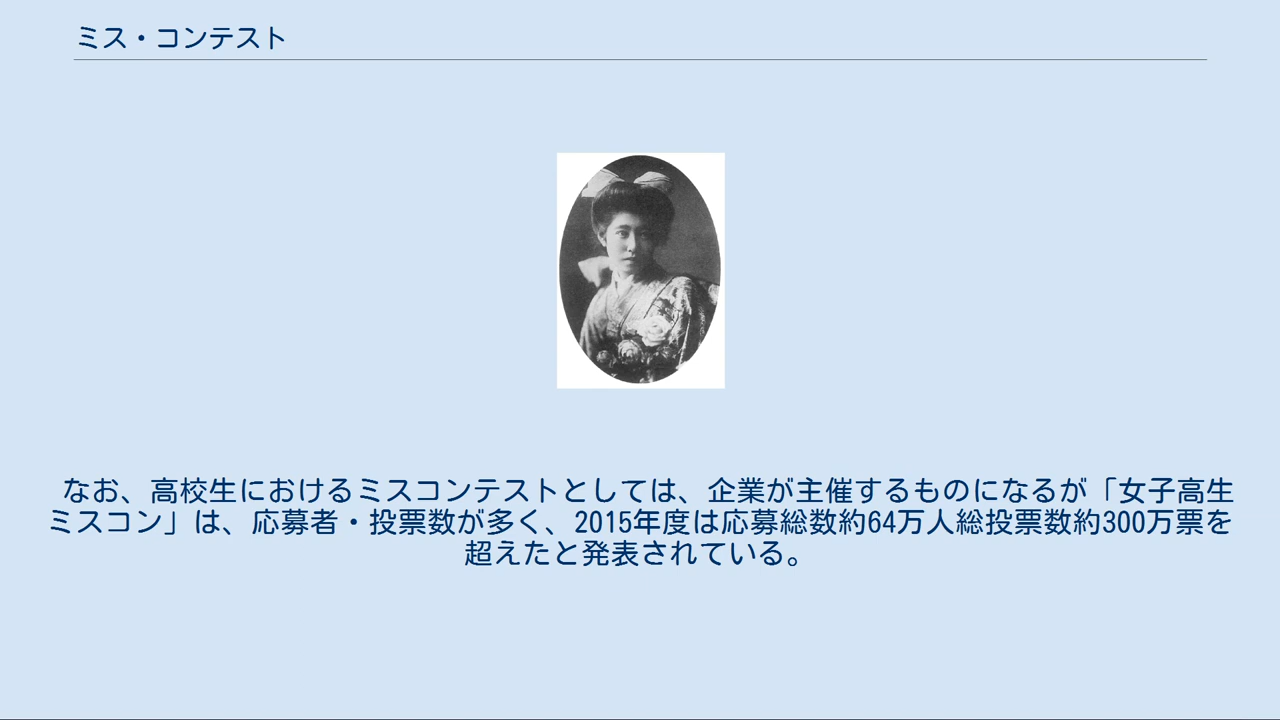 ミス・コンテスト
なお、高校生におけるミスコンテストとしては、企業が主催するものになるが「女子高生
ミスコン」は、応募者・投票数が多く、2015年度は応募総数約64万人総投票数約300万票を
超えたと発表されている。